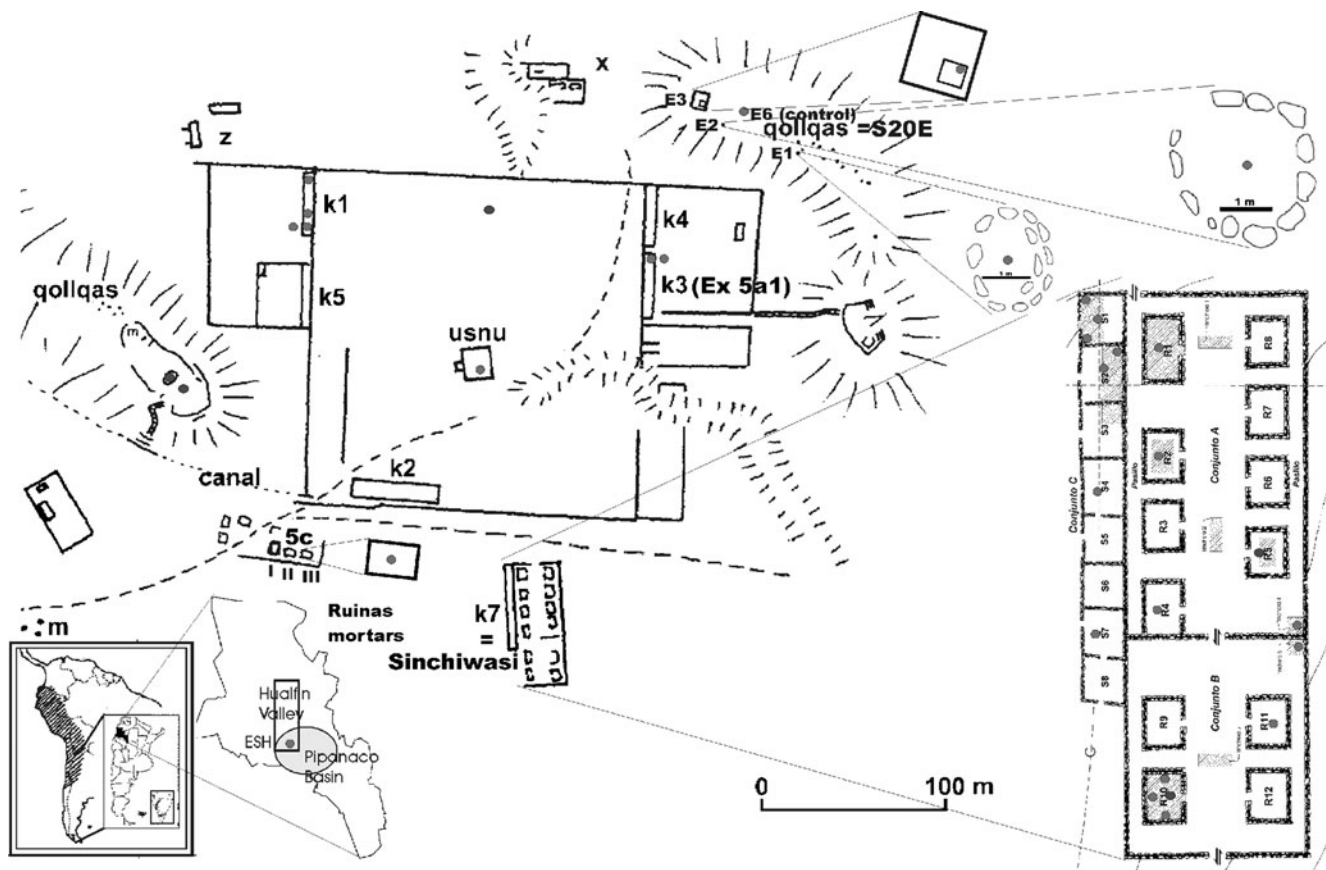 x
E3
E6 (control)
E2
qollqas =S20E
E1
z
k1
k4
k5
k3 (Ex 5a1)
qollqas
m
usnu
1 m
1 m
canal
k2
5c
I II III
m
Ruinas
mortars
k7
=
Sinchiwasi
Hualfin
Valley
ESH
Pipanaco
Basin
0 100 m
Conjunto C
S1
S2
S3
S4
S5
S6
S7
S8
Pasillo
Conjunto A
Pasillo
R1
R2
R3
R4
R8
R7
R6
R5
Conjunto B
R9
R10
R11
R12
G